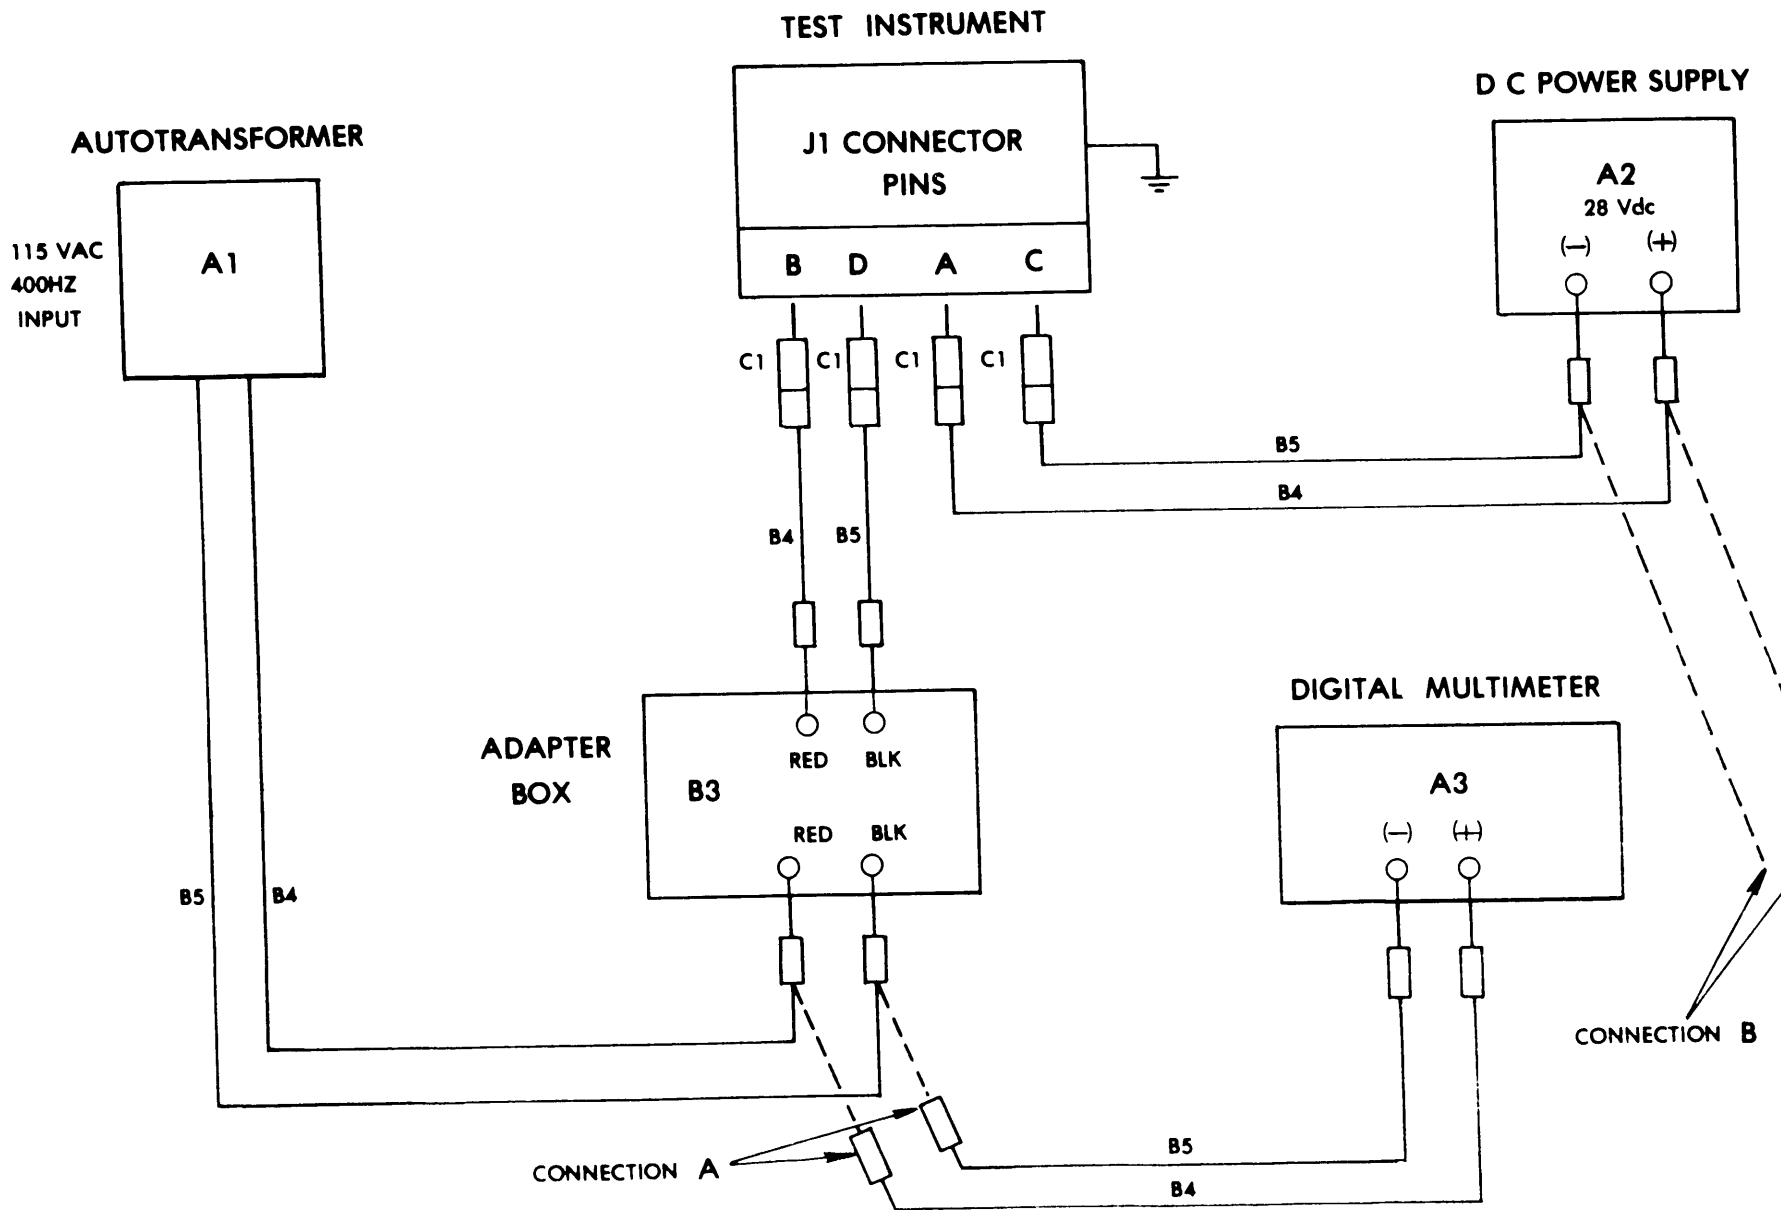 TEST INSTRUMENT
D C POWER SUPPLY
AUTOTRANSFORMER
J1 CONNECTOR
PINS
A2
28 Vdc
(—) (+)
115 VAC
400HZ
INPUT
A1
B D A C
C1 C1 C1 C1
B5
B4
B4 B5
DIGITAL MULTIMETER
ADAPTER
BOX
RED BLK
B3
RED BLK
A3
(—) (+)
B5 B4
CONNECTION B
B5
CONNECTION A
B4